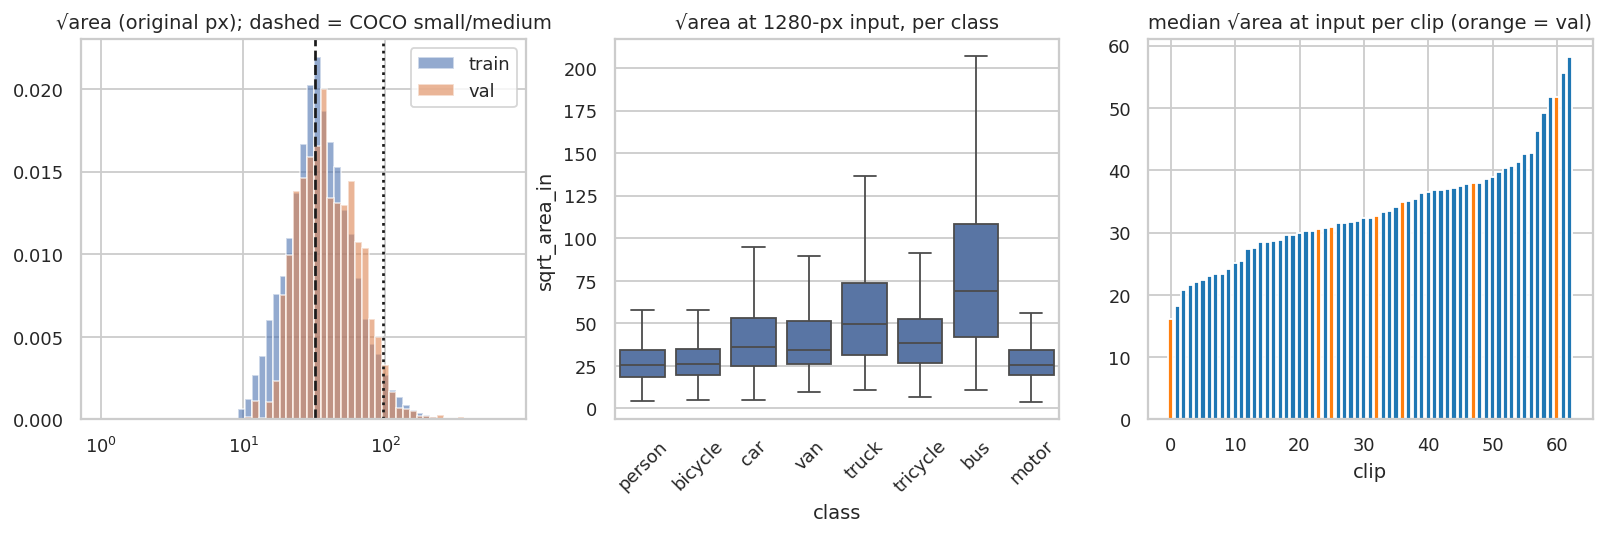 √area (original px); dashed = COCO small/medium
train
val
0.020
0.015
0.010
0.005
0.000
10⁰
10¹
10²
√area at 1280-px input, per class
sqrt_area_in
200
175
150
125
100
75
50
25
0
person
bicycle
car
van
truck
tricycle
bus
motor
class
median √area at input per clip (orange = val)
60
50
40
30
20
10
0
0
10
20
30
40
50
60
clip